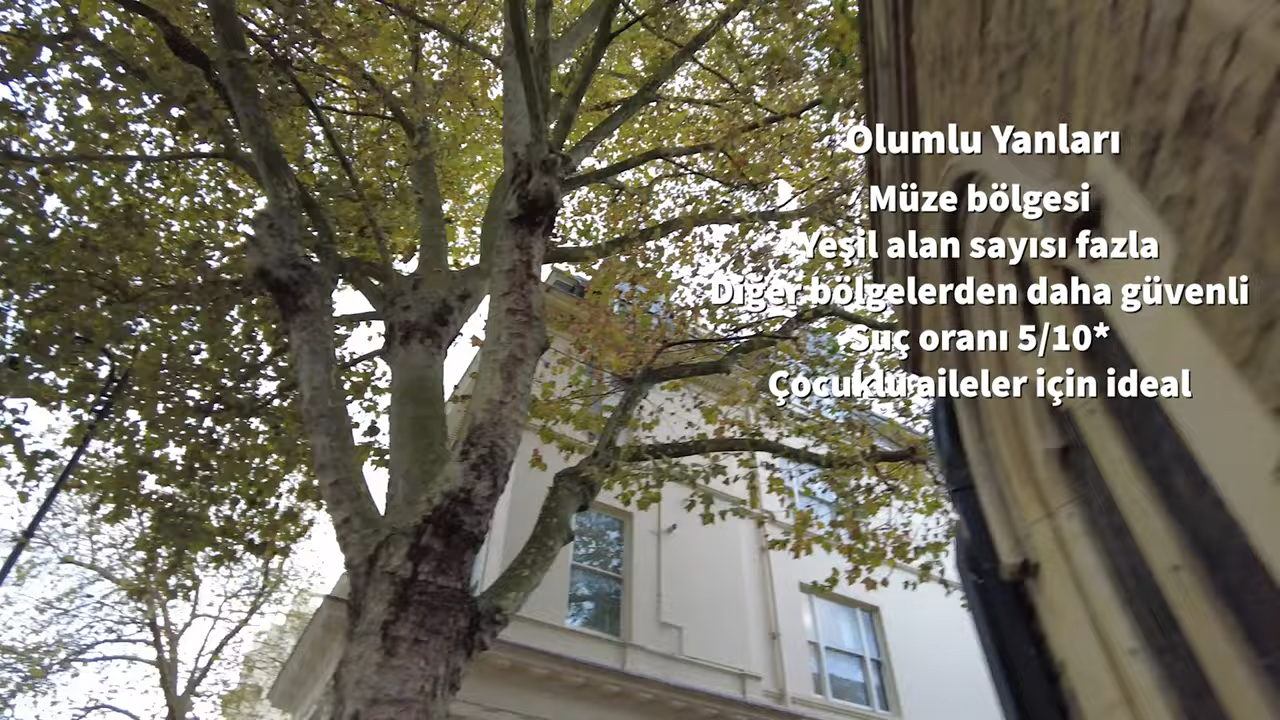 Olumlu Yanları
Müze bölgesi
Yeşil alan sayısı fazla
Diğer bölgelerden daha güvenli
Suç oranı 5/10*
Çocuklu aileler için ideal